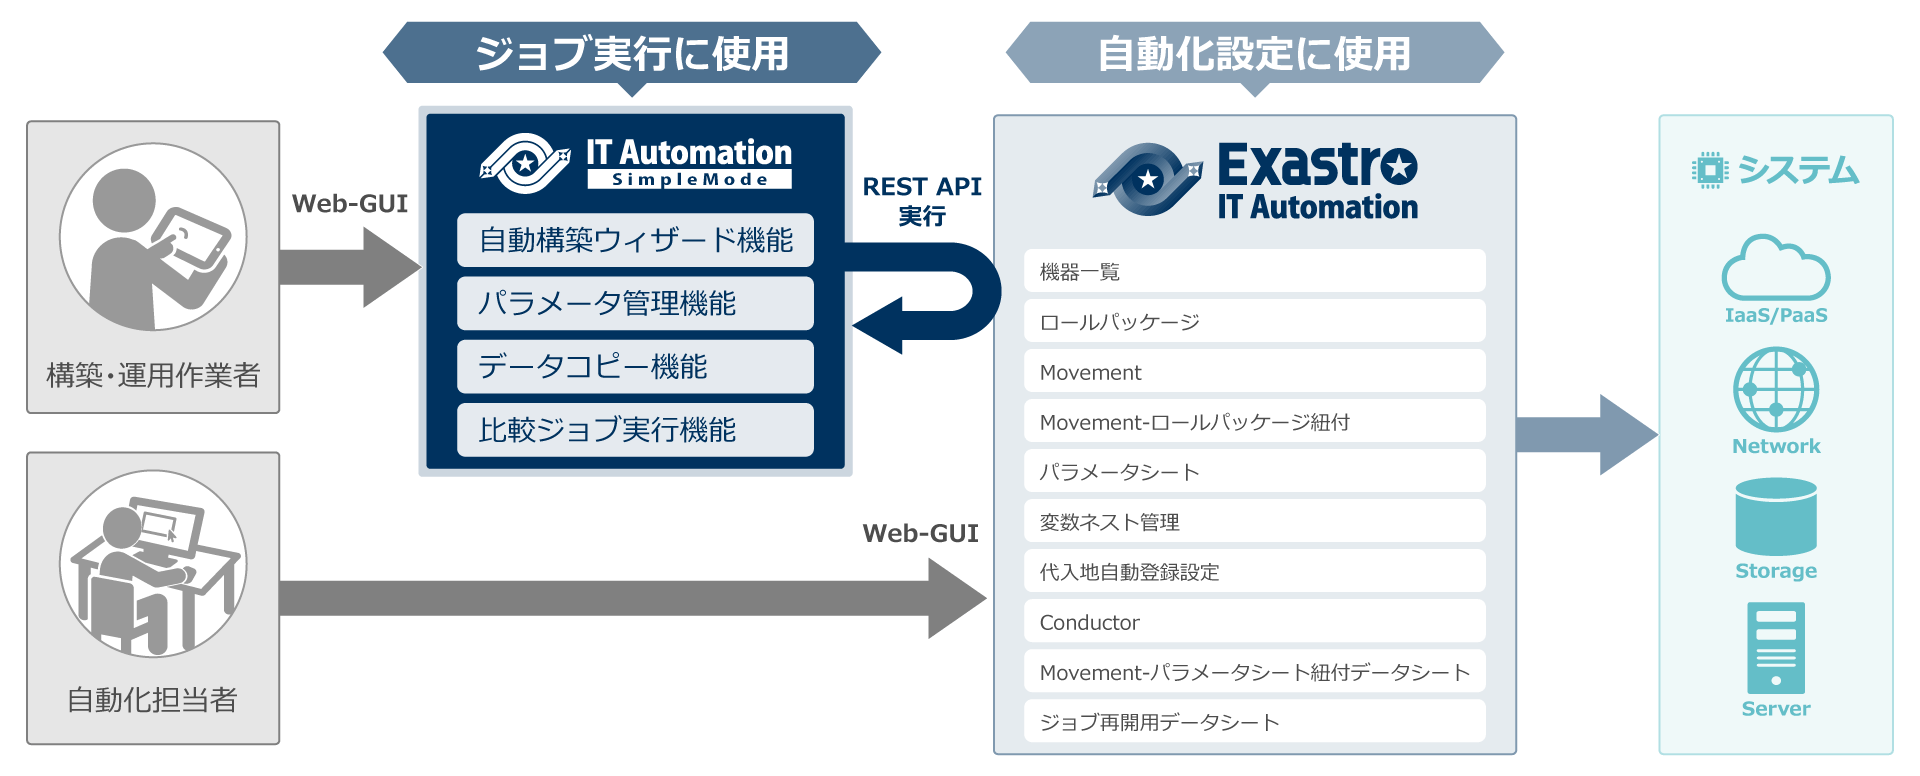 ジョブ実行に使用
自動化設定に使用
構築・運用作業者
Web-GUI
IT Automation
SimpleMode
自動構築ウィザード機能
パラメータ管理機能
データコピー機能
比較ジョブ実行機能
REST API
実行
自動化担当者
Web-GUI
Exastro
IT Automation
機器一覧
ロールパッケージ
Movement
Movement-ロールパッケージ紐付
パラメータシート
変数ネスト管理
代入地自動登録設定
Conductor
Movement-パラメータシート紐付データシート
ジョブ再開用データシート
システム
IaaS/PaaS
Network
Storage
Server